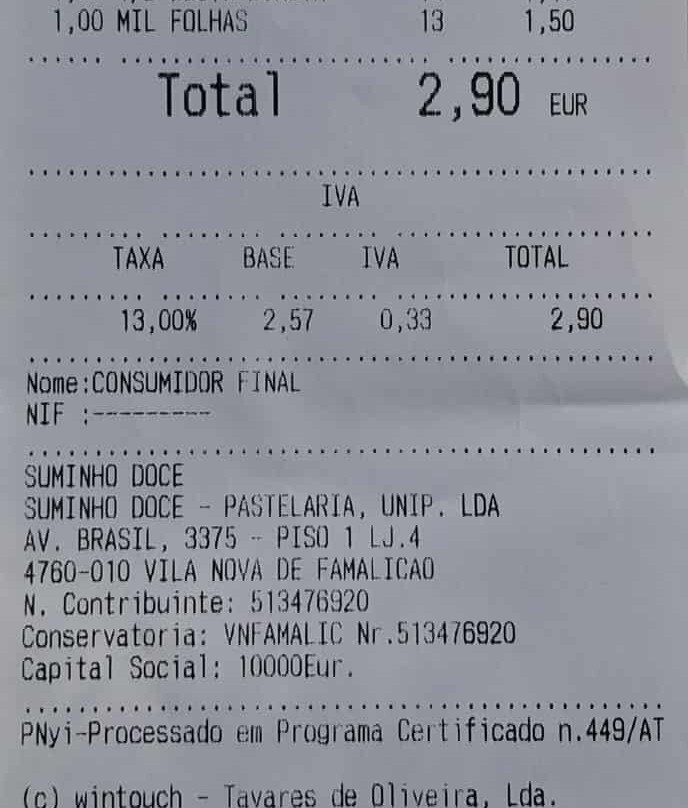 1,00 MIL FOLHAS 13 1,50
Total 2,90 EUR
IVA
TAXA BASE IVA TOTAL
13,00% 2,57 0,33 2,90
Nome:CONSUMIDOR FINAL
NIF :---------
SUMINHO DOCE
SUMINHO DOCE - PASTELARIA, UNIP. LDA
AV. BRASIL, 3375 - PISO 1 LJ.4
4760-010 VILA NOVA DE FAMALICAO
N. Contribuinte: 513476920
Conservatoria: VNFAMALIC Nr.513476920
Capital Social: 10000Eur.
PNyi-Processado em Programa Certificado n.449/AT
(c) wintouch - Tavares de Oliveira, Lda.